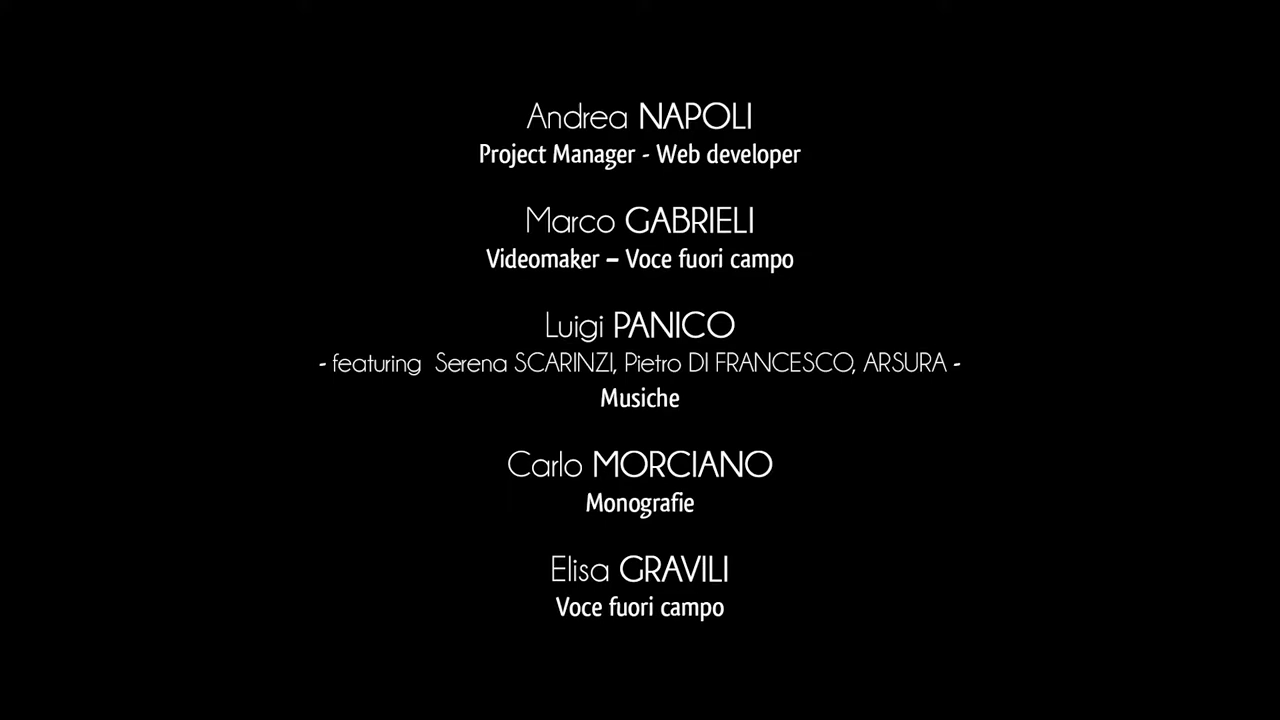 Andrea NAPOLI
Project Manager - Web developer
Marco GABRIELI
Videomaker – Voce fuori campo
Luigi PANICO
- featuring  Serena SCARINZI, Pietro DI FRANCESCO, ARSURA -
Musiche
Carlo MORCIANO
Monografie
Elisa GRAVILI
Voce fuori campo